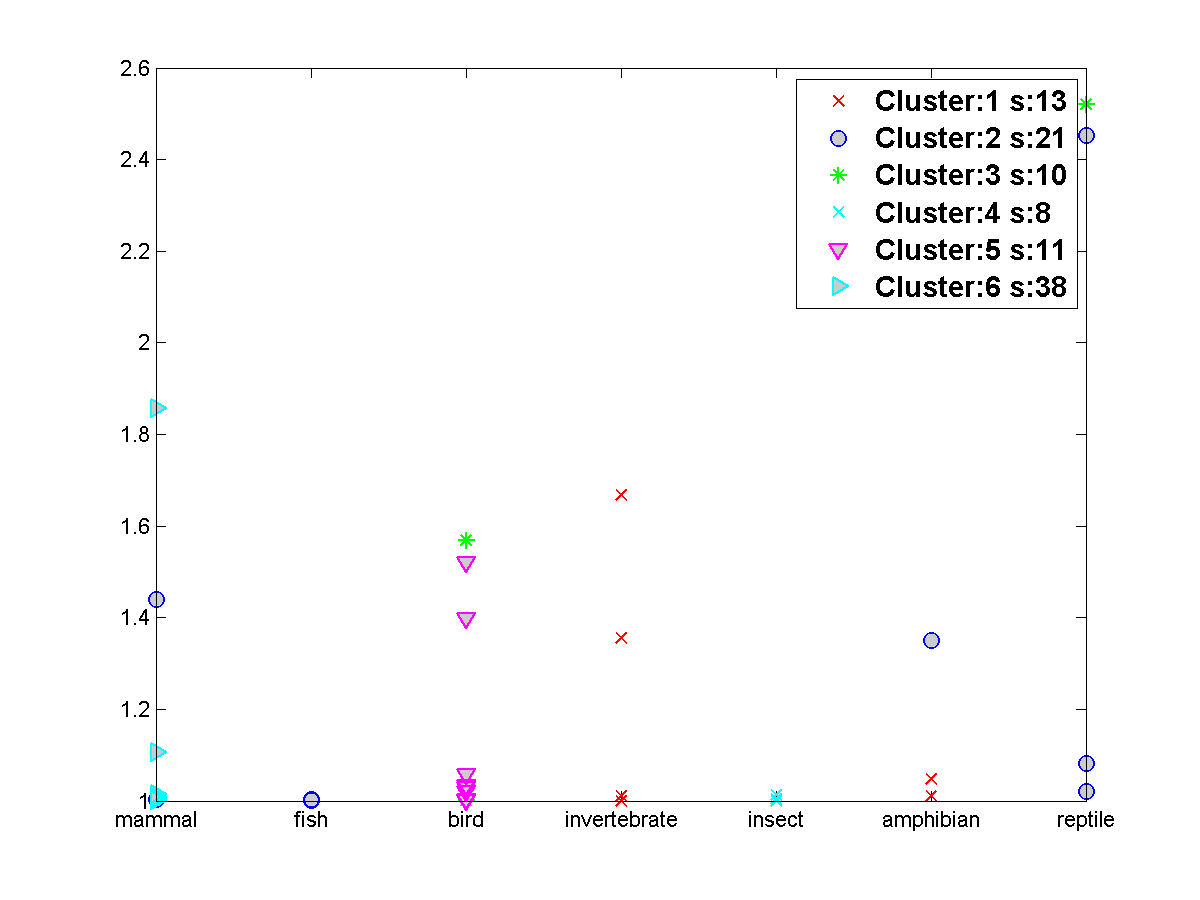 2.6
2.4
2.2
2
1.8
1.6
1.4
1.2
1
mammal fish bird invertebrate insect amphibian reptile
Cluster:1 s:13
Cluster:2 s:21
Cluster:3 s:10
Cluster:4 s:8
Cluster:5 s:11
Cluster:6 s:38